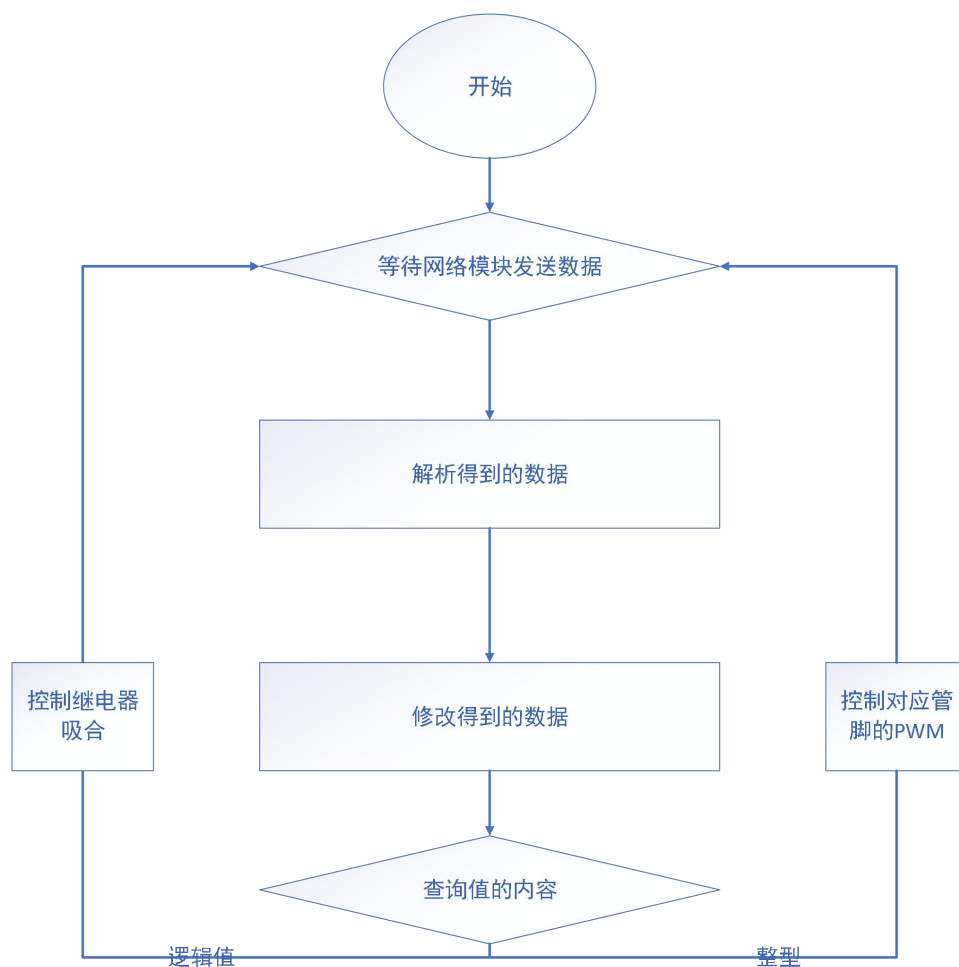 开始
等待网络模块发送数据
解析得到的数据
控制继电器
吸合
修改得到的数据
控制对应管
脚的PWM
查询值的内容
逻辑值
整型